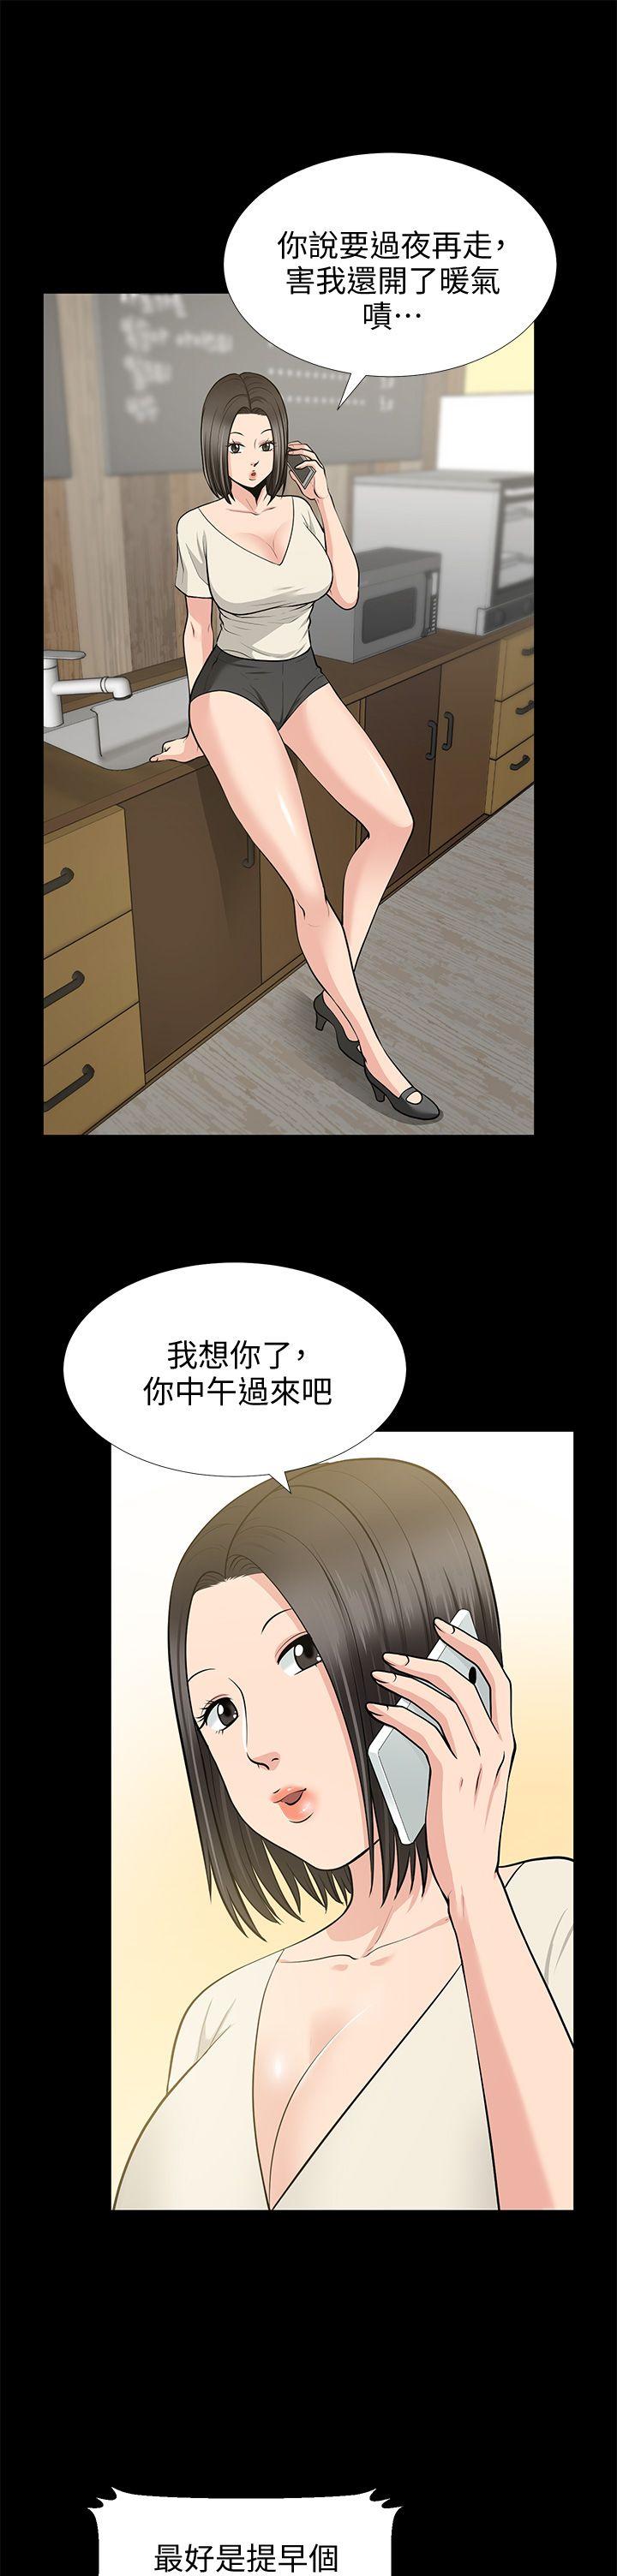 你說要過夜再走，
害我還開了暖氣
嘖…
我想你了，
你中午過來吧
最好是提早個